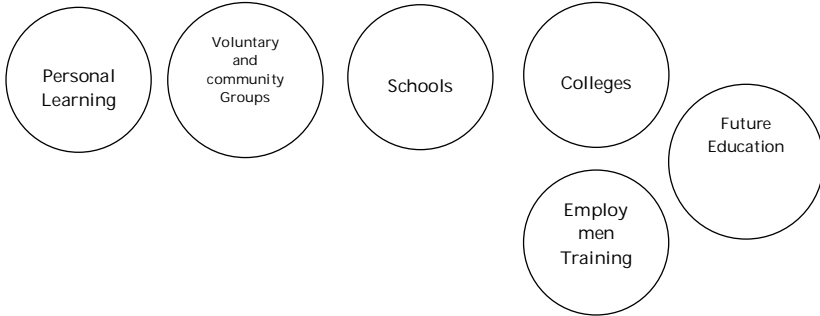 Personal
Learning
Voluntary
and
community
Groups
Schools
Colleges
Future
Education
Employ
men
Training